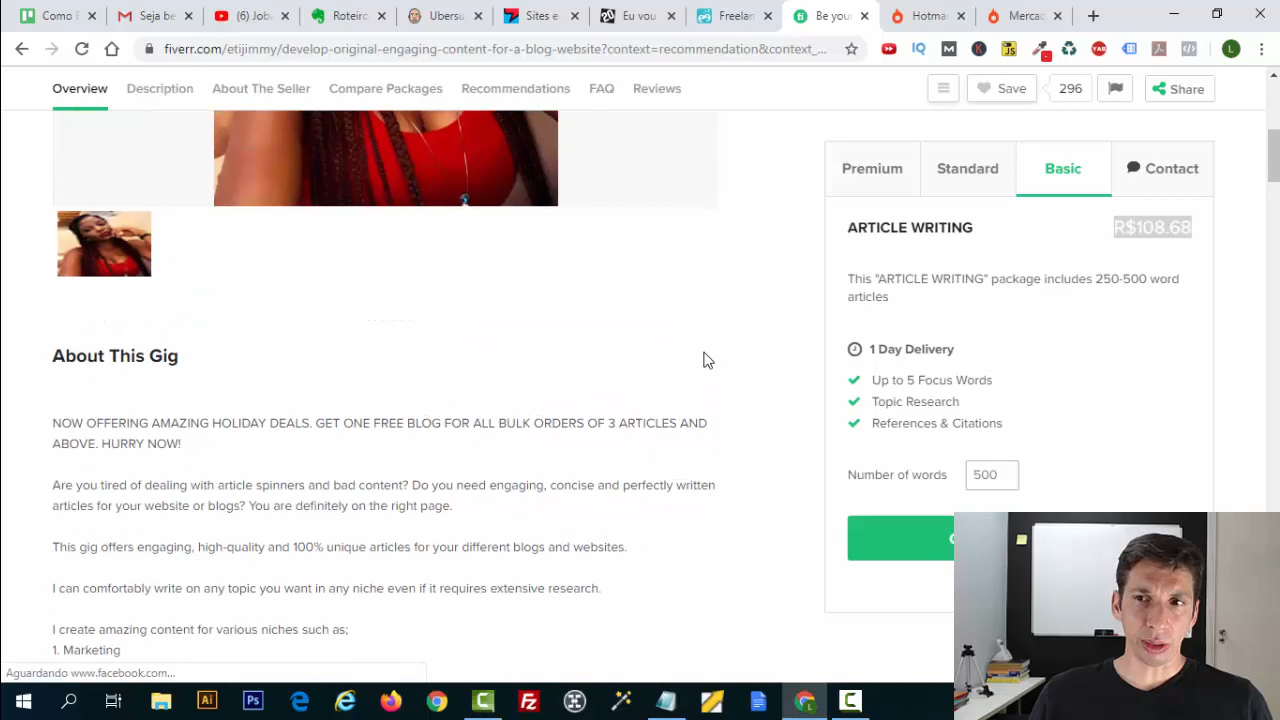 Como E
Seja be
(6) Job
Roteiro
Ubersu
Sites e
Eu vou
Freelan
Be your
Hotma
Mercad
fiverr.com/etijimmy/develop-original-engaging-content-for-a-blog-website?context=recommendation&context_...
Overview
Description
About The Seller
Compare Packages
Recommendations
FAQ
Reviews
Save
296
Share
Premium
Standard
Basic
Contact
ARTICLE WRITING
R$108.68
This "ARTICLE WRITING" package includes 250-500 word
articles
1 Day Delivery
Up to 5 Focus Words
Topic Research
References & Citations
Number of words
500
About This Gig
NOW OFFERING AMAZING HOLIDAY DEALS. GET ONE FREE BLOG FOR ALL BULK ORDERS OF 3 ARTICLES AND
ABOVE. HURRY NOW!
Are you tired of dealing with article spinners and bad content? Do you need engaging, concise and perfectly written
articles for your website or blogs? You are definitely on the right page.
This gig offers engaging, high-quality and 100% unique articles for your different blogs and websites.
I can comfortably write on any topic you want in any niche even if it requires extensive research.
I create amazing content for various niches such as;
1. Marketing
Aguardando www.facebook.com...